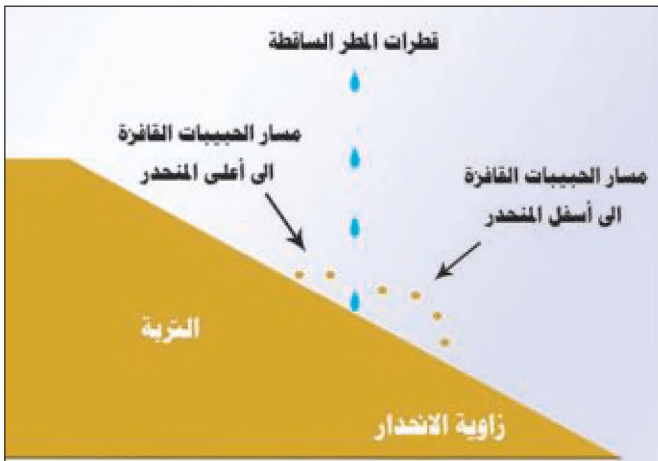 قطرات المطر الساقطة
مسار الحبيبات القافزة
الى أعلى المنحدر
مسار الحبيبات القافزة
الى أسفل المنحدر
التربة
زاوية الانحدار